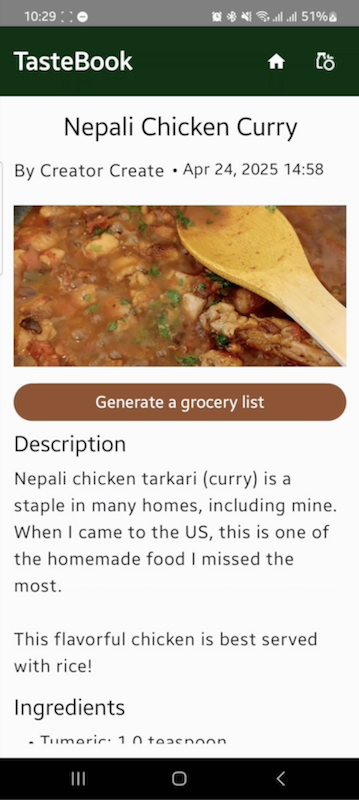 10:29
51%
TasteBook
Nepali Chicken Curry
By Creator Create • Apr 24, 2025 14:58
Generate a grocery list
Description
Nepali chicken tarkari (curry) is a
staple in many homes, including mine.
When I came to the US, this is one of
the homemade food I missed the
most.
This flavorful chicken is best served
with rice!
Ingredients
• Tumeric: 1.0 teaspoon